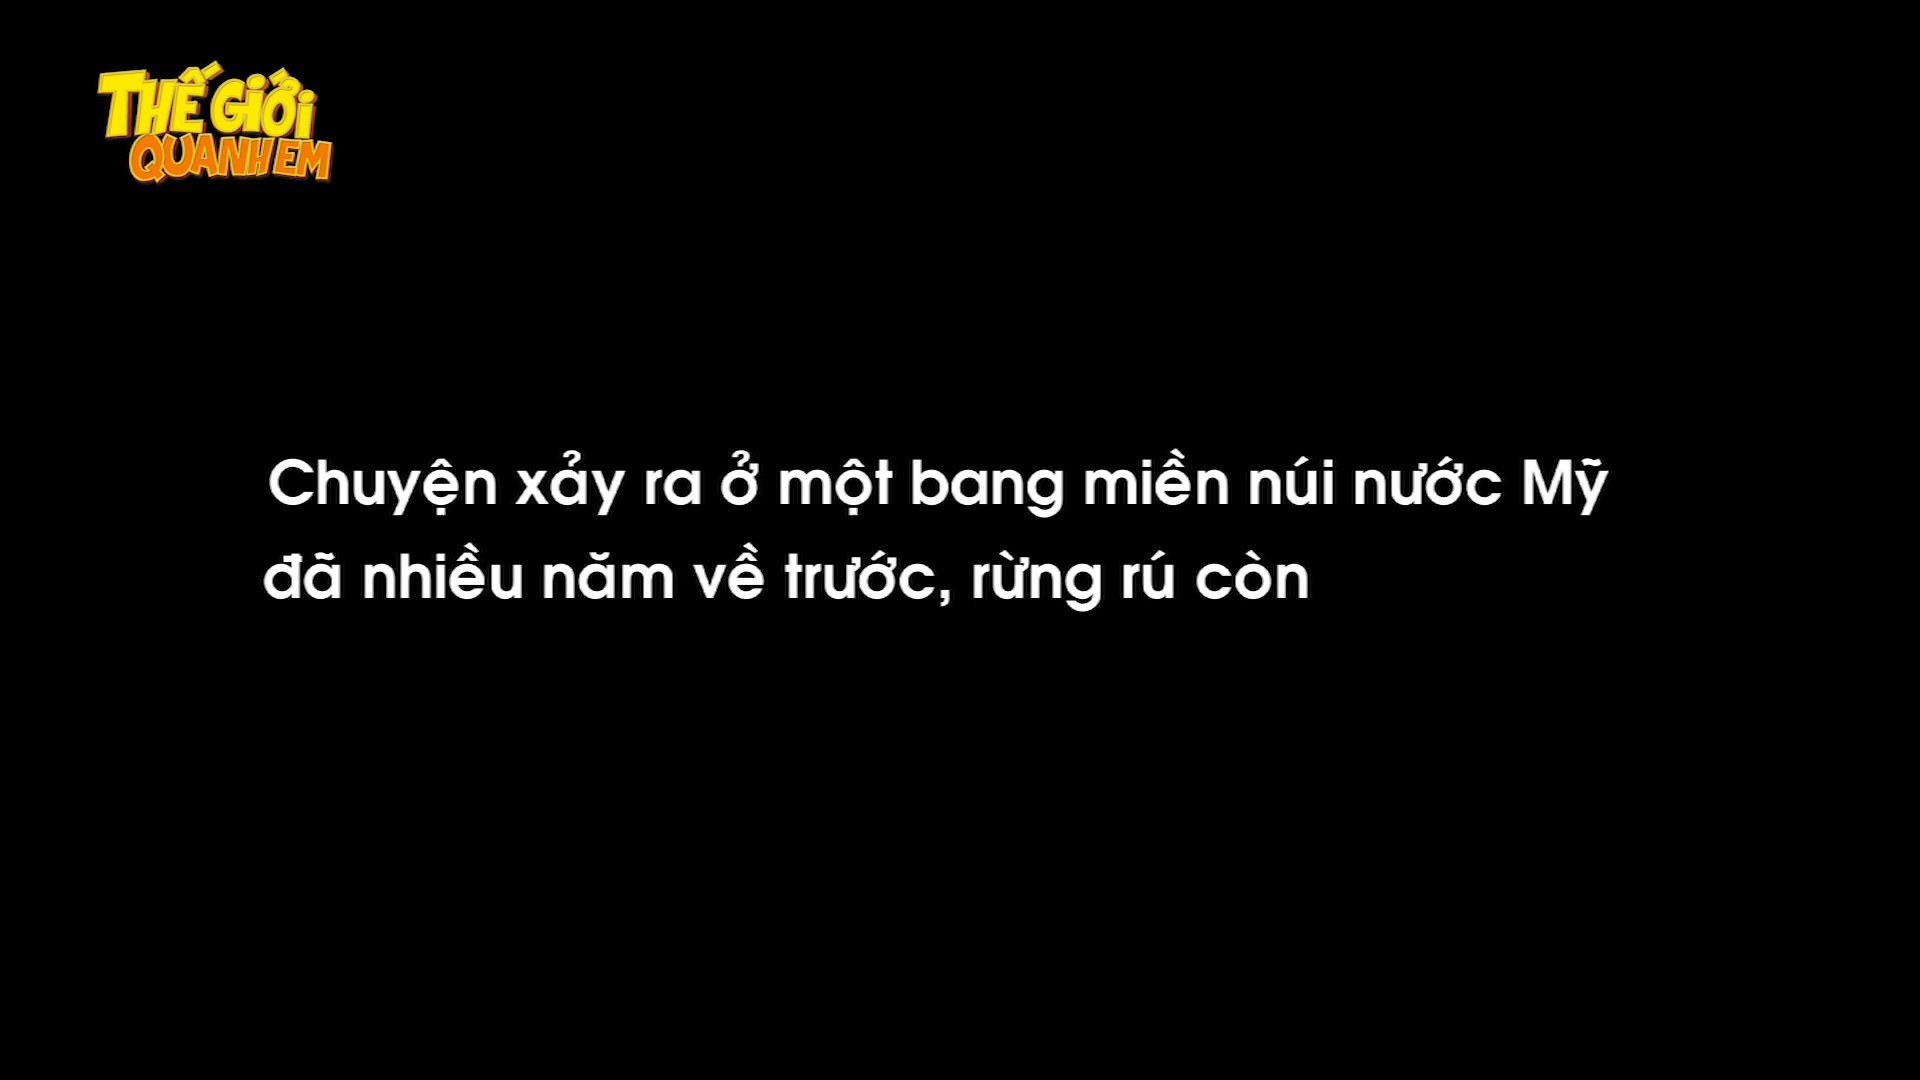 THẾ GIỚI
QUANH EM
Chuyện xảy ra ở một bang miền núi nước Mỹ
đã nhiều năm về trước, rừng rú còn